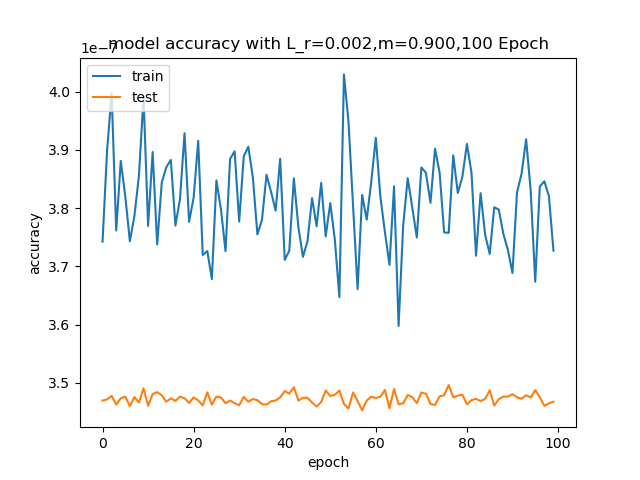 model accuracy with L_r=0.002,m=0.900,100 Epoch
1e−7
train
test
4.0
3.9
3.8
3.7
3.6
3.5
accuracy
0 20 40 60 80 100
epoch